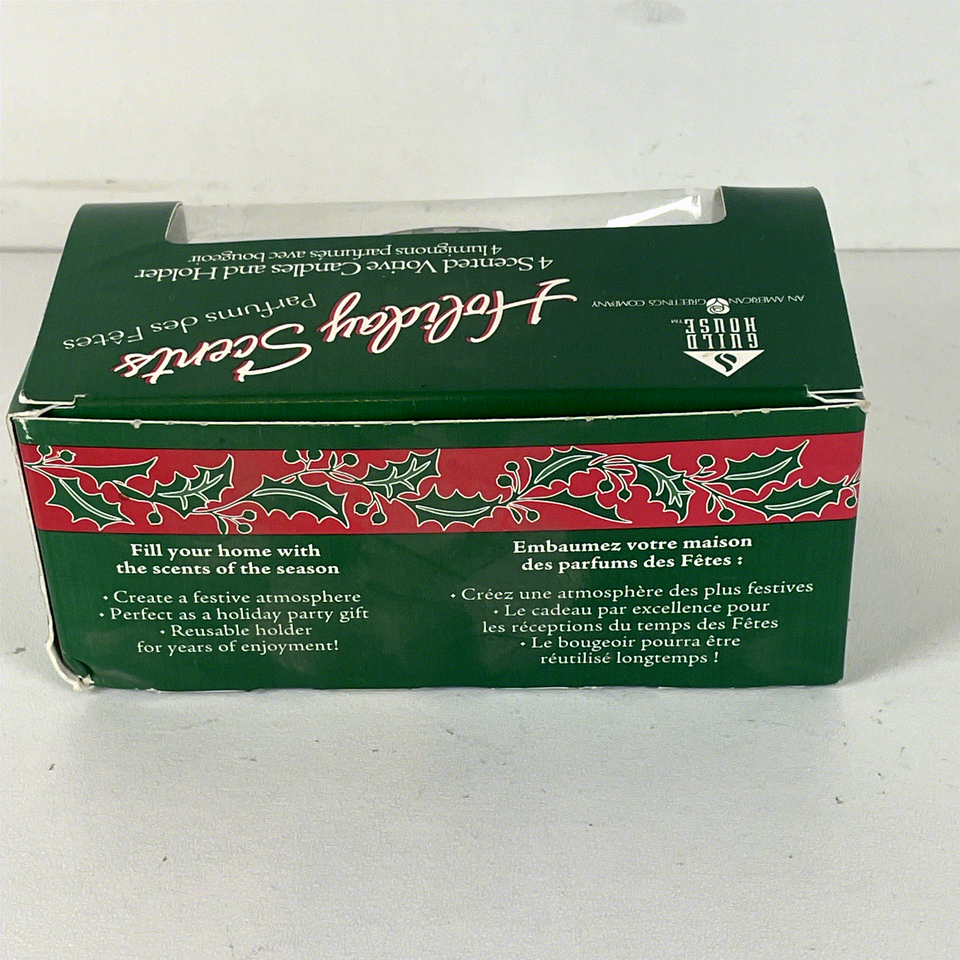 Holiday Scents
Parfums des Fêtes
4 Scented Votive Candles and Holder
4 lumignons parfumés avec bougeoir
GUILD
HOUSE™
AN AMERICAN GREETINGS COMPANY
Fill your home with
the scents of the season
• Create a festive atmosphere
• Perfect as a holiday party gift
• Reusable holder
for years of enjoyment!
Embaumez votre maison
des parfums des Fêtes :
• Créez une atmosphère des plus festives
• Le cadeau par excellence pour
les réceptions du temps des Fêtes
• Le bougeoir pourra être
réutilisé longtemps !